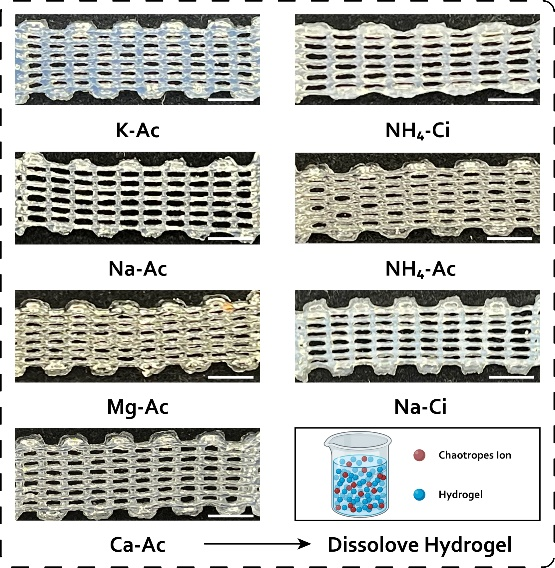 K-Ac
NH₄-Ci
Na-Ac
NH₄-Ac
Mg-Ac
Na-Ci
Chaotropes Ion
Hydrogel
Ca-Ac
Dissolove Hydrogel